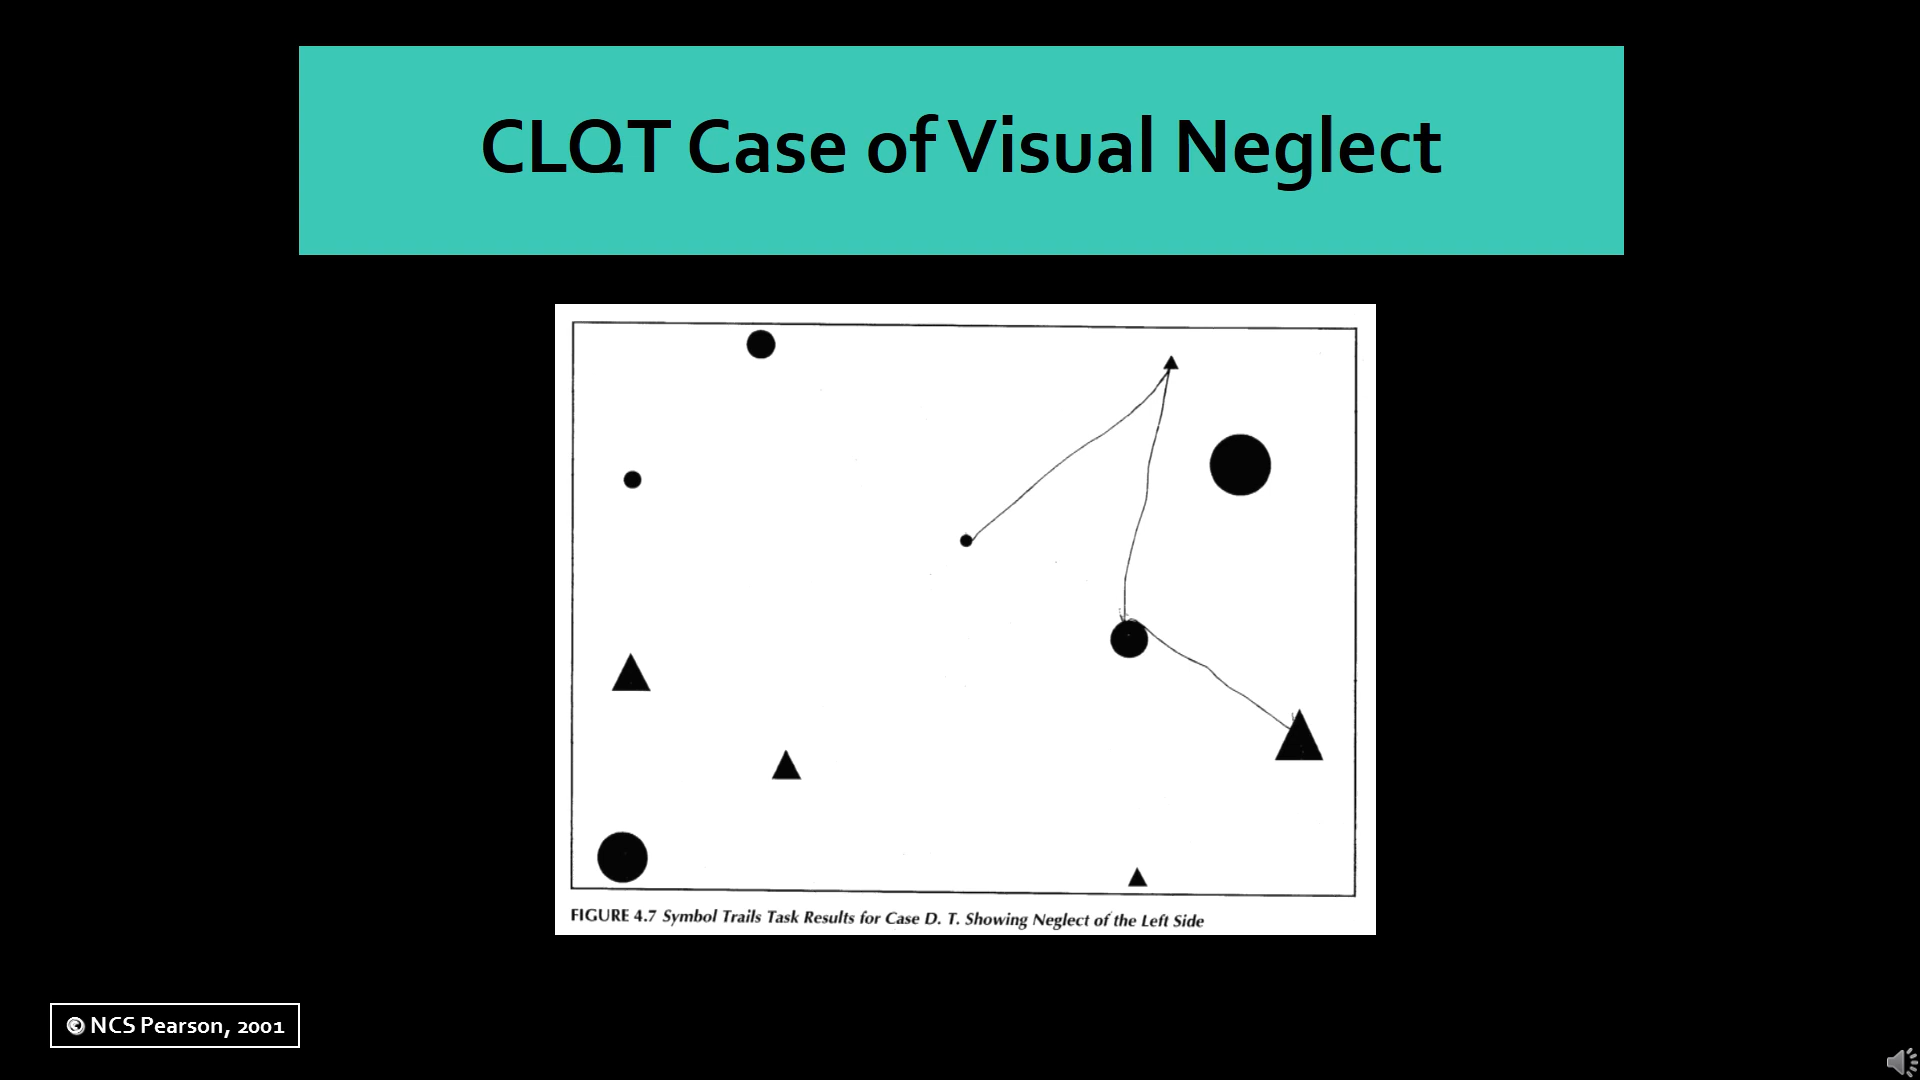 CLQT Case of Visual Neglect
FIGURE 4.7 Symbol Trails Task Results for Case D. T. Showing Neglect of the Left Side
© NCS Pearson, 2001